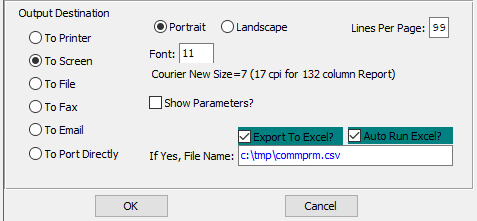 Output Destination
To Printer
To Screen
To File
To Fax
To Email
To Port Directly
Portrait Landscape Lines Per Page: 99
Font: 11
Courier New Size=7 (17 cpi for 132 column Report)
Show Parameters?
Export To Excel? Auto Run Excel?
If Yes, File Name: c:\tmp\commprm.csv
OK Cancel